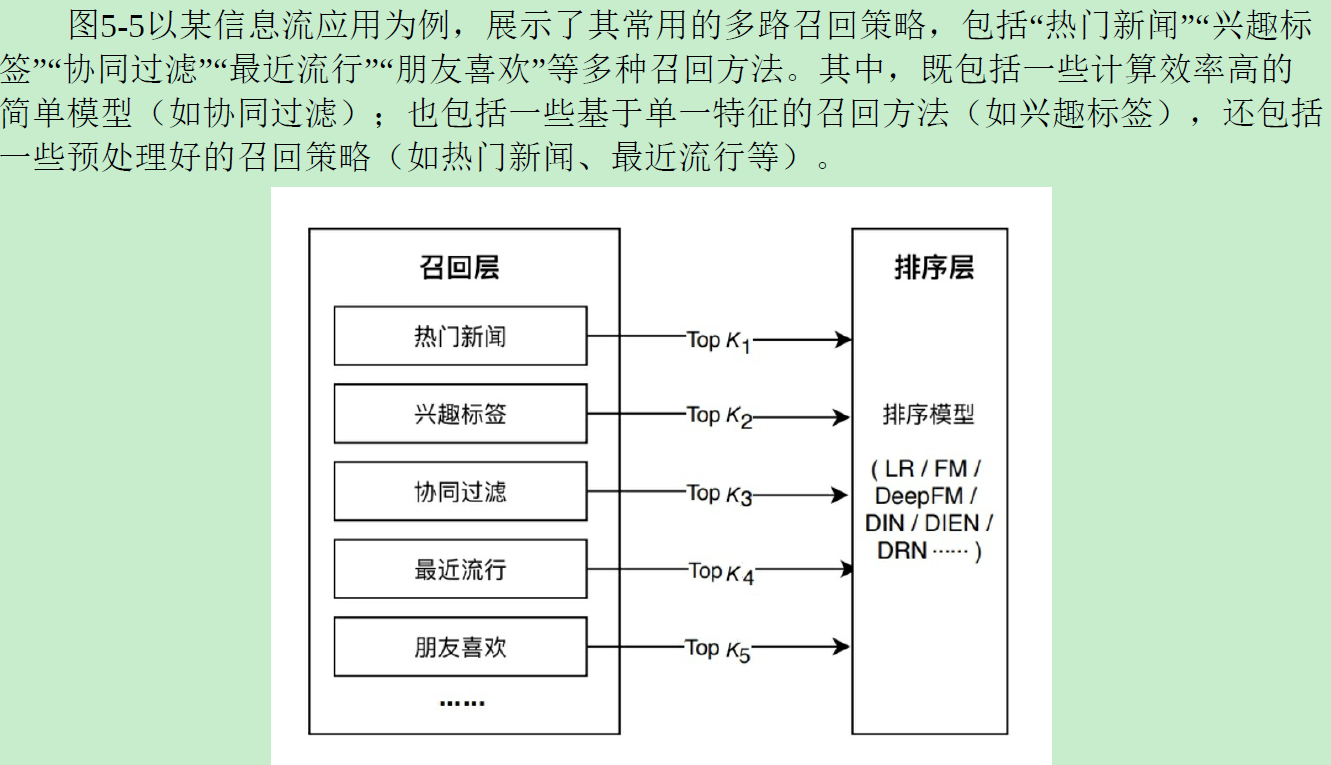 图5-5以某信息流应用为例，展示了其常用的多路召回策略，包括“热门新闻”“兴趣标
签”“协同过滤”“最近流行”“朋友喜欢”等多种召回方法。其中，既包括一些计算效率高的
简单模型（如协同过滤）；也包括一些基于单一特征的召回方法（如兴趣标签），还包括
一些预处理好的召回策略（如热门新闻、最近流行等）。
召回层
热门新闻
兴趣标签
协同过滤
最近流行
朋友喜欢
……
Top K1
Top K2
Top K3
Top K4
Top K5
排序层
排序模型
( LR / FM /
DeepFM /
DIN / DIEN /
DRN …… )